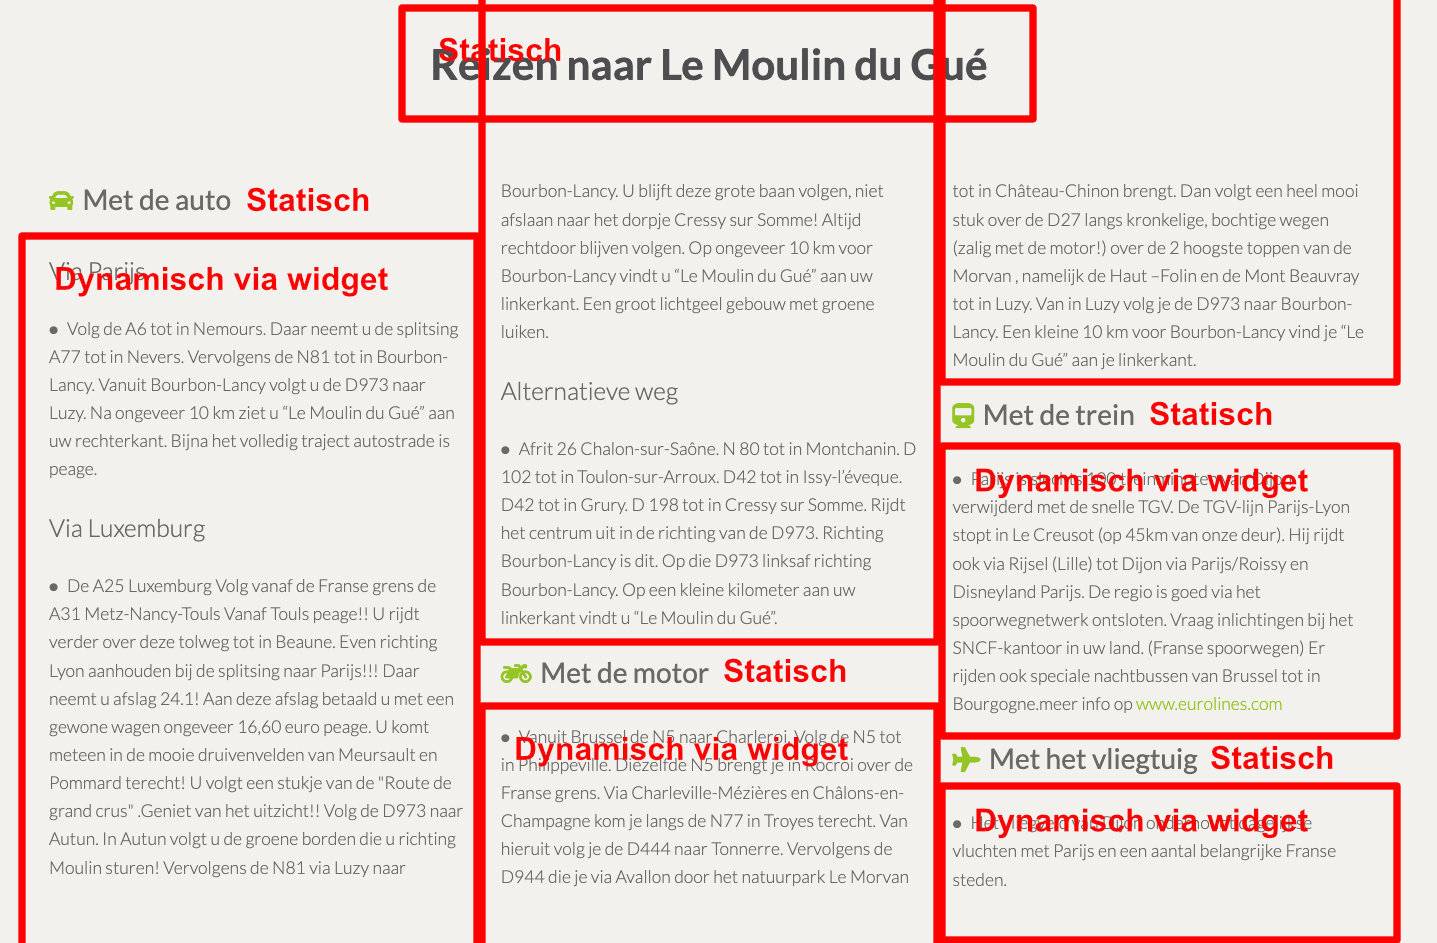 Statisch
Reizen naar Le Moulin du Gué
Met de auto Statisch
Via Parijs
Dynamisch via widget
● Volg de A6 tot in Nemours. Daar neemt u de splitsing
A77 tot in Nevers. Vervolgens de N81 tot in Bourbon-
Lancy. Vanuit Bourbon-Lancy volgt u de D973 naar
Luzy. Na ongeveer 10 km ziet u “Le Moulin du Gué” aan
uw rechterkant. Bijna het volledig traject autostrade is
peage.
Via Luxemburg
● De A25 Luxemburg Volg vanaf de Franse grens de
A31 Metz-Nancy-Touls Vanaf Touls peage!! U rijdt
verder over deze tolweg tot in Beaune. Even richting
Lyon aanhouden bij de splitsing naar Parijs!!! Daar
neemt u afslag 24.1! Aan deze afslag betaald u met een
gewone wagen ongeveer 16,60 euro peage. U komt
meteen in de mooie druivenvelden van Meursault en
Pommard terecht! U volgt een stukje van de "Route de
grand crus" .Geniet van het uitzicht!! Volg de D973 naar
Autun. In Autun volgt u de groene borden die u richting
Moulin sturen! Vervolgens de N81 via Luzy naar
Bourbon-Lancy. U blijft deze grote baan volgen, niet
afslaan naar het dorpje Cressy sur Somme! Altijd
rechtdoor blijven volgen. Op ongeveer 10 km voor
Bourbon-Lancy vindt u “Le Moulin du Gué” aan uw
linkerkant. Een groot lichtgeel gebouw met groene
luiken.
Alternatieve weg
● Afrit 26 Chalon-sur-Saône. N 80 tot in Montchanin. D
102 tot in Toulon-sur-Arroux. D42 tot in Issy-l’éveque.
D42 tot in Grury. D 198 tot in Cressy sur Somme. Rijdt
het centrum uit in de richting van de D973. Richting
Bourbon-Lancy is dit. Op die D973 linksaf richting
Bourbon-Lancy. Op een kleine kilometer aan uw
linkerkant vindt u “Le Moulin du Gué”.
Met de motor Statisch
● Vanuit Brussel de N5 naar Charleroi. Volg de N5 tot
Dynamisch via widget
in Philippeville. Diezelfde N5 brengt je in Rocroi over de
Franse grens. Via Charleville-Mézières en Châlons-en-
Champagne kom je langs de N77 in Troyes terecht. Van
hieruit volg je de D444 naar Tonnerre. Vervolgens de
D944 die je via Avallon door het natuurpark Le Morvan
tot in Château-Chinon brengt. Dan volgt een heel mooi
stuk over de D27 langs kronkelige, bochtige wegen
(zalig met de motor!) over de 2 hoogste toppen van de
Morvan , namelijk de Haut –Folin en de Mont Beauvray
tot in Luzy. Van in Luzy volg je de D973 naar Bourbon-
Lancy. Een kleine 10 km voor Bourbon-Lancy vind je “Le
Moulin du Gué” aan je linkerkant.
Met de trein Statisch
● Parijs is slechts 100 treinminuten van Dijon
Dynamisch via widget
verwijderd met de snelle TGV. De TGV-lijn Parijs-Lyon
stopt in Le Creusot (op 45km van onze deur). Hij rijdt
ook via Rijsel (Lille) tot Dijon via Parijs/Roissy en
Disneyland Parijs. De regio is goed via het
spoorwegnetwerk ontsloten. Vraag inlichtingen bij het
SNCF-kantoor in uw land. (Franse spoorwegen) Er
rijden ook speciale nachtbussen van Brussel tot in
Bourgogne.meer info op www.eurolines.com
Met het vliegtuig Statisch
Dynamisch via widget
● Het
vluchten met Parijs en een aantal belangrijke Franse
steden.